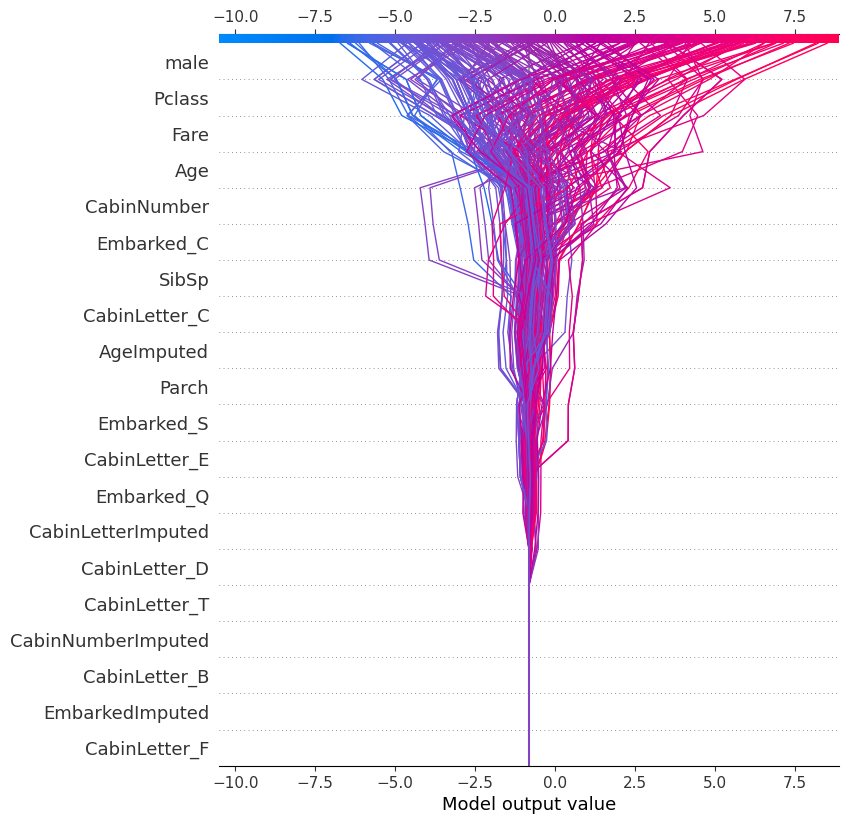 −10.0 −7.5 −5.0 −2.5 0.0 2.5 5.0 7.5
male
Pclass
Fare
Age
CabinNumber
Embarked_C
SibSp
CabinLetter_C
AgeImputed
Parch
Embarked_S
CabinLetter_E
Embarked_Q
CabinLetterImputed
CabinLetter_D
CabinLetter_T
CabinNumberImputed
CabinLetter_B
EmbarkedImputed
CabinLetter_F
−10.0 −7.5 −5.0 −2.5 0.0 2.5 5.0 7.5
Model output value